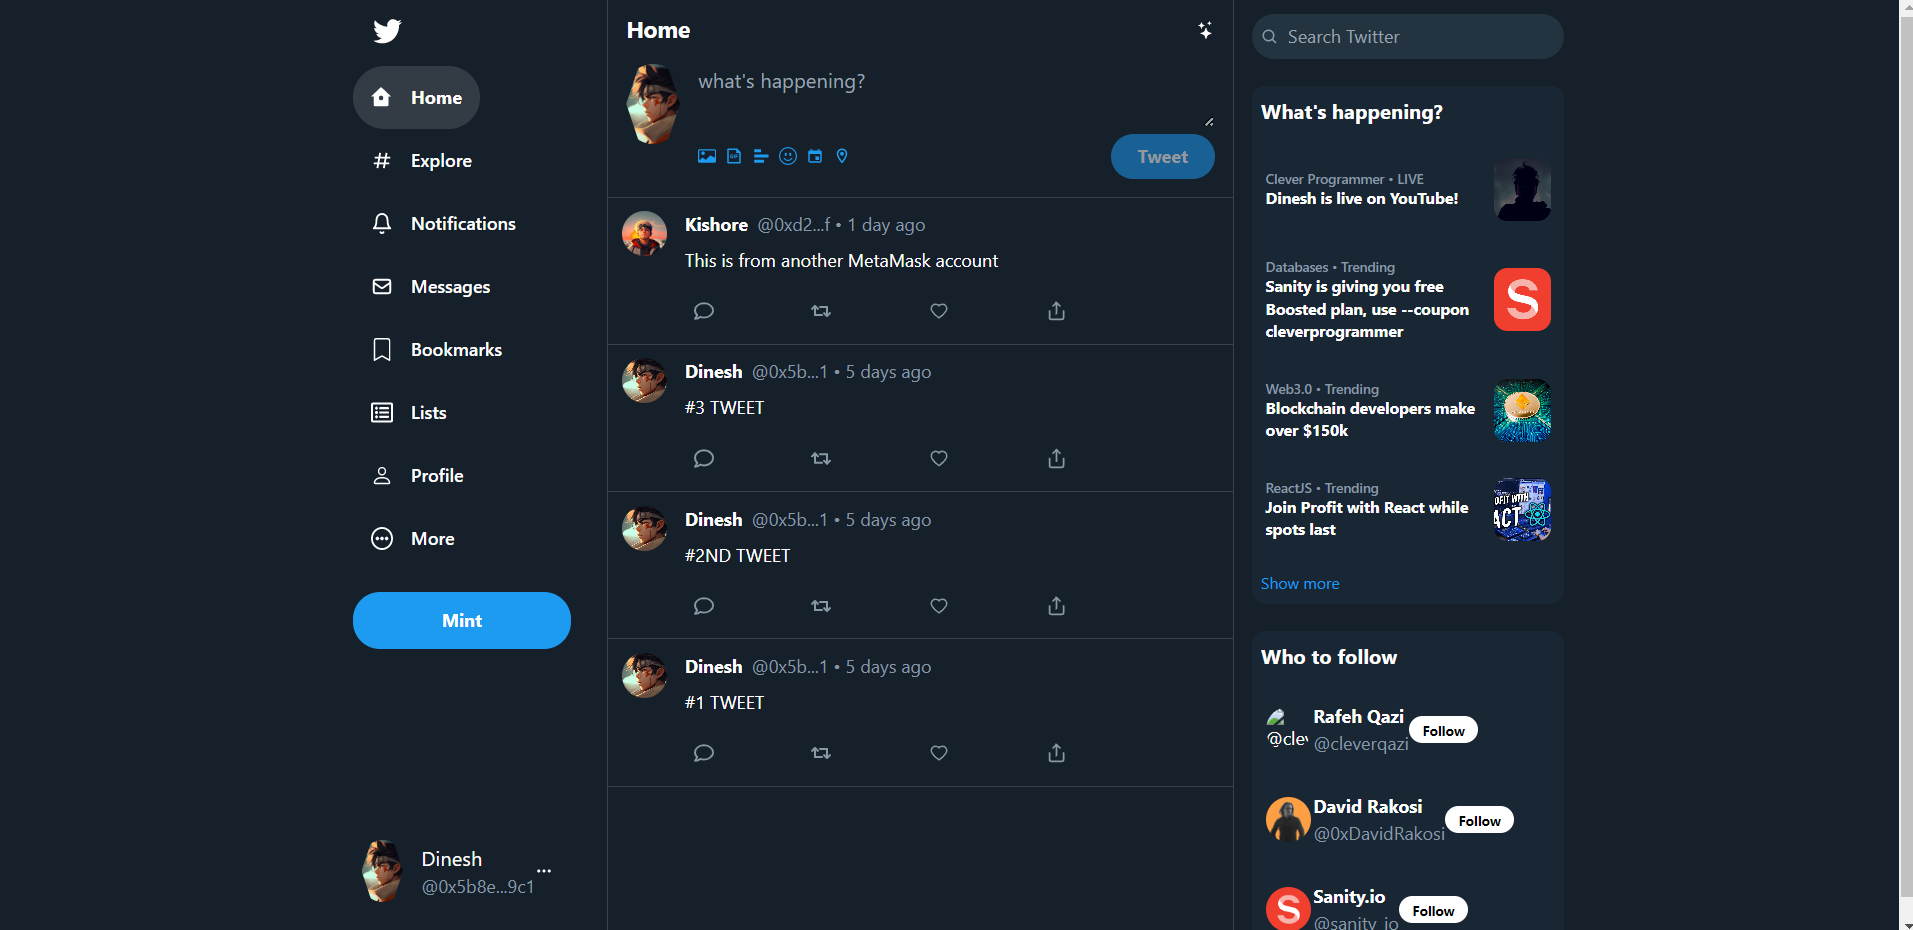 Home
Explore
Notifications
Messages
Bookmarks
Lists
Profile
More
Mint
Dinesh
@0x5b8e...9c1
Home
what's happening?
GIF
Tweet
Kishore @0xd2...f • 1 day ago
This is from another MetaMask account
Dinesh @0x5b...1 • 5 days ago
#3 TWEET
Dinesh @0x5b...1 • 5 days ago
#2ND TWEET
Dinesh @0x5b...1 • 5 days ago
#1 TWEET
Search Twitter
What's happening?
Clever Programmer • LIVE
Dinesh is live on YouTube!
Databases • Trending
Sanity is giving you free
Boosted plan, use --coupon
cleverprogrammer
S
Web3.0 • Trending
Blockchain developers make
over $150k
ReactJS • Trending
Join Profit with React while
spots last
OFIT WITH
ACT
Show more
Who to follow
@clev
Rafeh Qazi
@cleverqazi
Follow
David Rakosi
@0xDavidRakosi
Follow
S
Sanity.io
@sanity_io
Follow